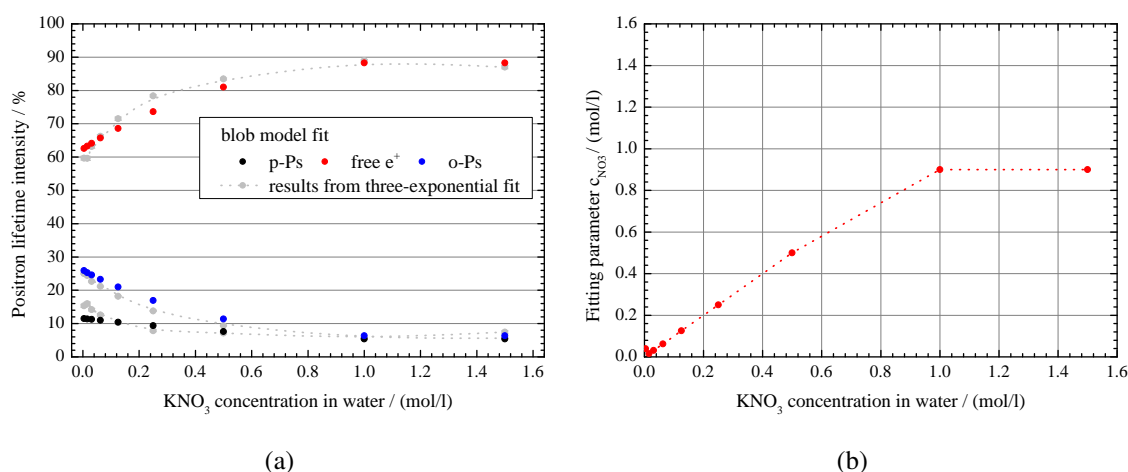 Positron lifetime intensity / %
100
90
80
70
60
50
40
30
20
10
0
blob model fit
p-Ps free e⁺ o-Ps
results from three-exponential fit
0.0 0.2 0.4 0.6 0.8 1.0 1.2 1.4 1.6
KNO₃ concentration in water / (mol/l)
(a)
Fitting parameter c_NO3 / (mol/l)
1.6
1.4
1.2
1.0
0.8
0.6
0.4
0.2
0.0
0.0 0.2 0.4 0.6 0.8 1.0 1.2 1.4 1.6
KNO₃ concentration in water / (mol/l)
(b)